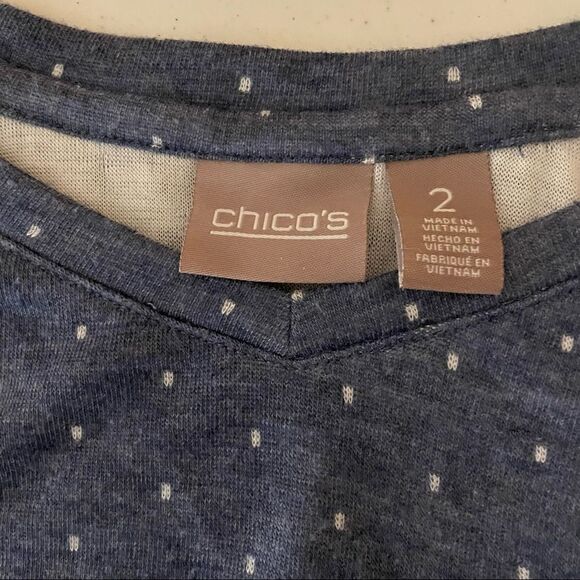 chico's
2
MADE IN
VIETNAM
HECHO EN
VIETNAM
FABRIQUÉ EN
VIETNAM